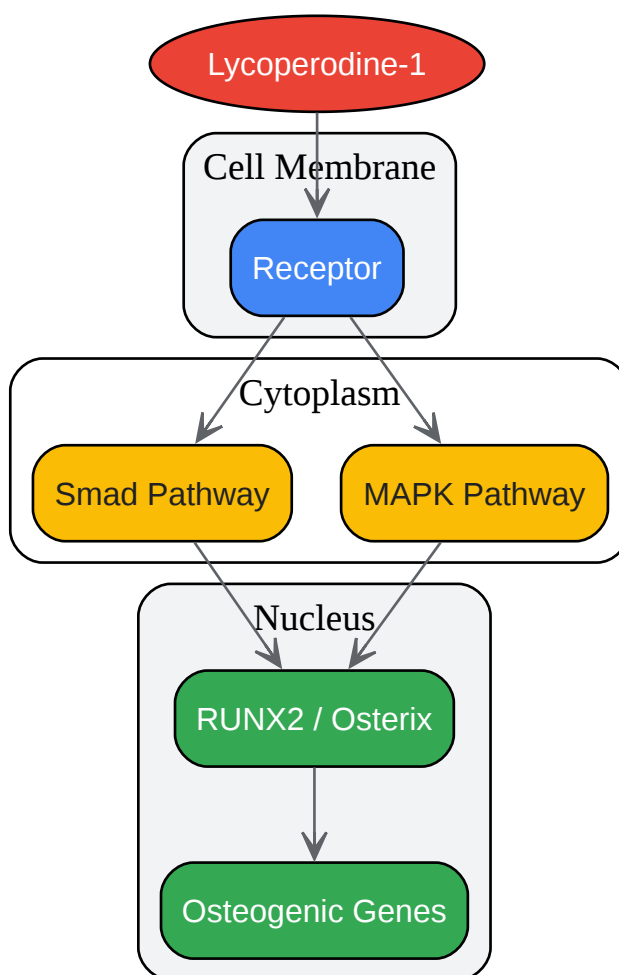 Lycoperodine-1
Cell Membrane
Receptor
Cytoplasm
Smad Pathway
MAPK Pathway
Nucleus
RUNX2 / Osterix
Osteogenic Genes